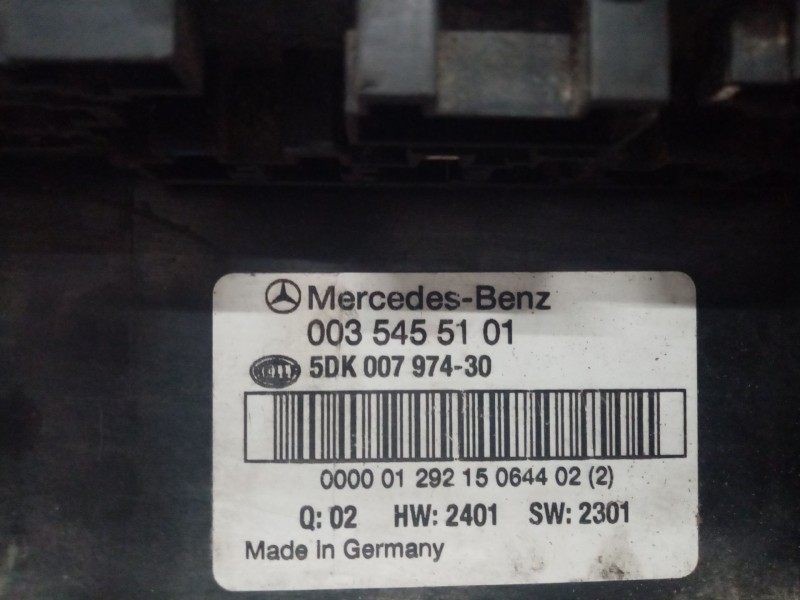 Mercedes-Benz
003 545 51 01
HELLA 5DK 007 974-30
0000 01 292 15 0644 02 (2)
Q: 02 HW: 2401 SW: 2301
Made in Germany